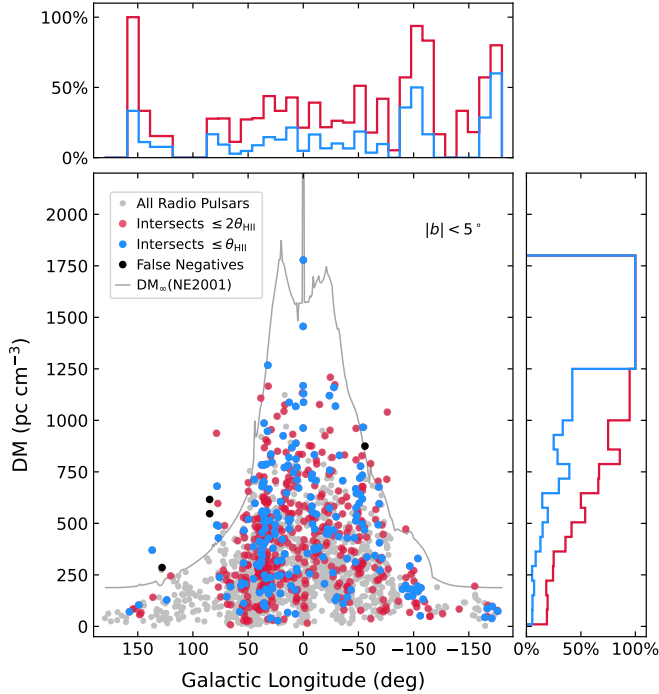 100%
50%
0%
2000
1750
1500
1250
1000
750
500
250
0
DM (pc cm⁻³)
All Radio Pulsars
Intersects ≤ 2θ_HII
Intersects ≤ θ_HII
False Negatives
DM_∞(NE2001)
|b| < 5°
150 100 50 0 −50 −100 −150
Galactic Longitude (deg)
0% 50% 100%